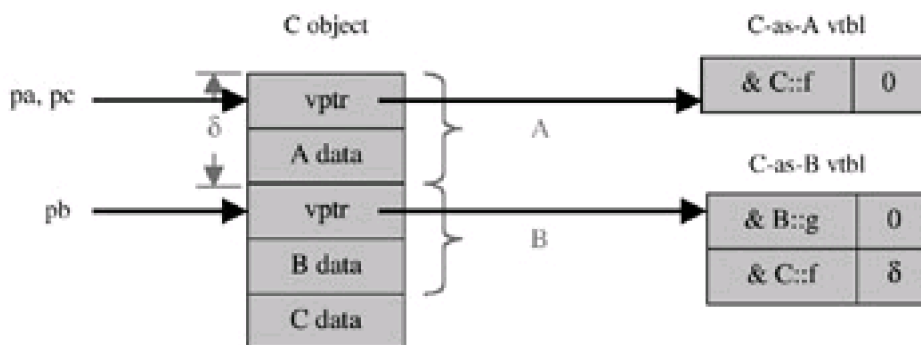 C object
C-as-A vtbl
pa, pc
δ
vptr
A
& C::f 0
A data
C-as-B vtbl
pb
vptr
B
& B::g 0
B data
& C::f δ
C data